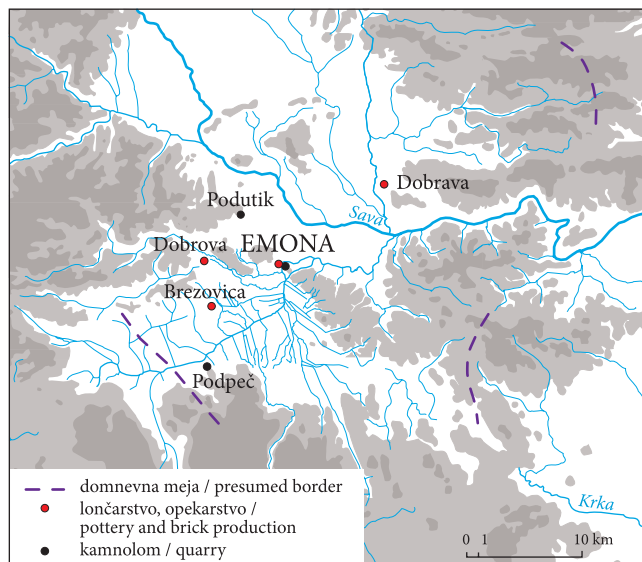 Dobrava
Podutik
Sava
Dobrova
EMONA
Brezovica
Podpeč
domnevna meja / presumed border
lončarstvo, opekarstvo /
pottery and brick production
kamnolom / quarry
Krka
0 1 10 km